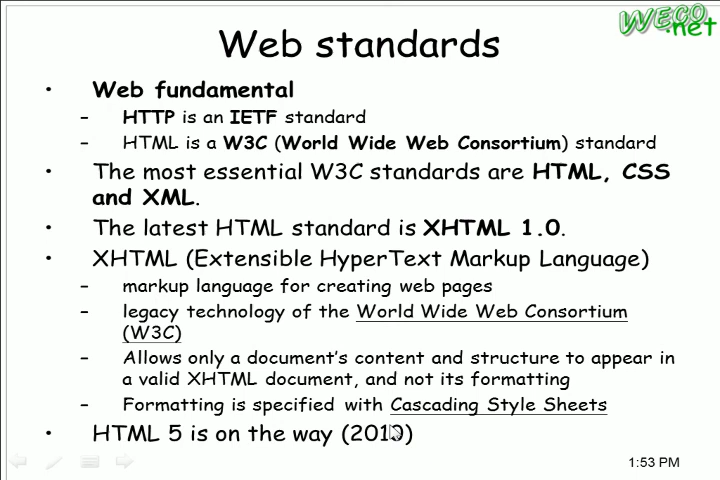 WECO
.net
Web standards
• Web fundamental
– HTTP is an IETF standard
– HTML is a W3C (World Wide Web Consortium) standard
• The most essential W3C standards are HTML, CSS
and XML.
• The latest HTML standard is XHTML 1.0.
• XHTML (Extensible HyperText Markup Language)
– markup language for creating web pages
– legacy technology of the World Wide Web Consortium
(W3C)
– Allows only a document's content and structure to appear in
a valid XHTML document, and not its formatting
– Formatting is specified with Cascading Style Sheets
• HTML 5 is on the way
1:53 PM